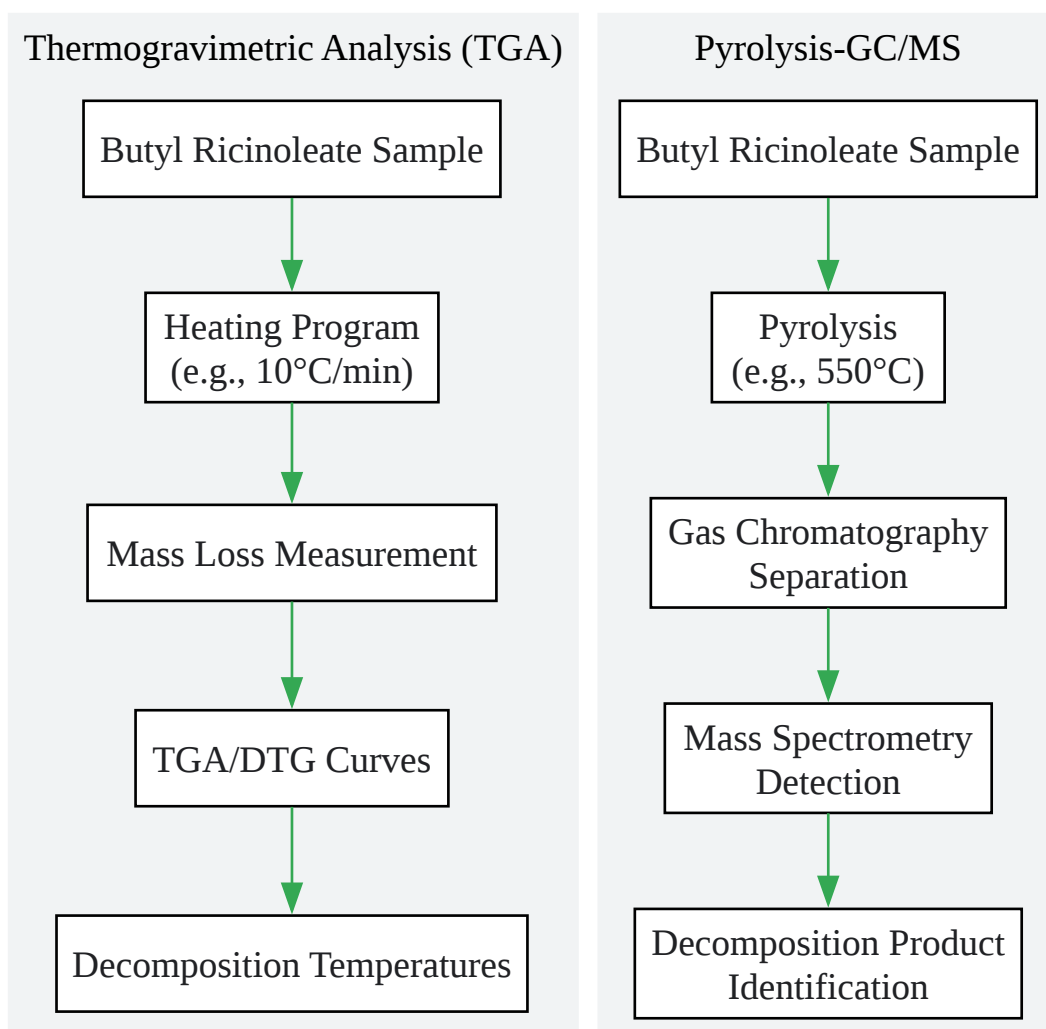 Thermogravimetric Analysis (TGA)
Butyl Ricinoleate Sample
Heating Program
(e.g., 10°C/min)
Mass Loss Measurement
TGA/DTG Curves
Decomposition Temperatures
Pyrolysis-GC/MS
Butyl Ricinoleate Sample
Pyrolysis
(e.g., 550°C)
Gas Chromatography
Separation
Mass Spectrometry
Detection
Decomposition Product
Identification